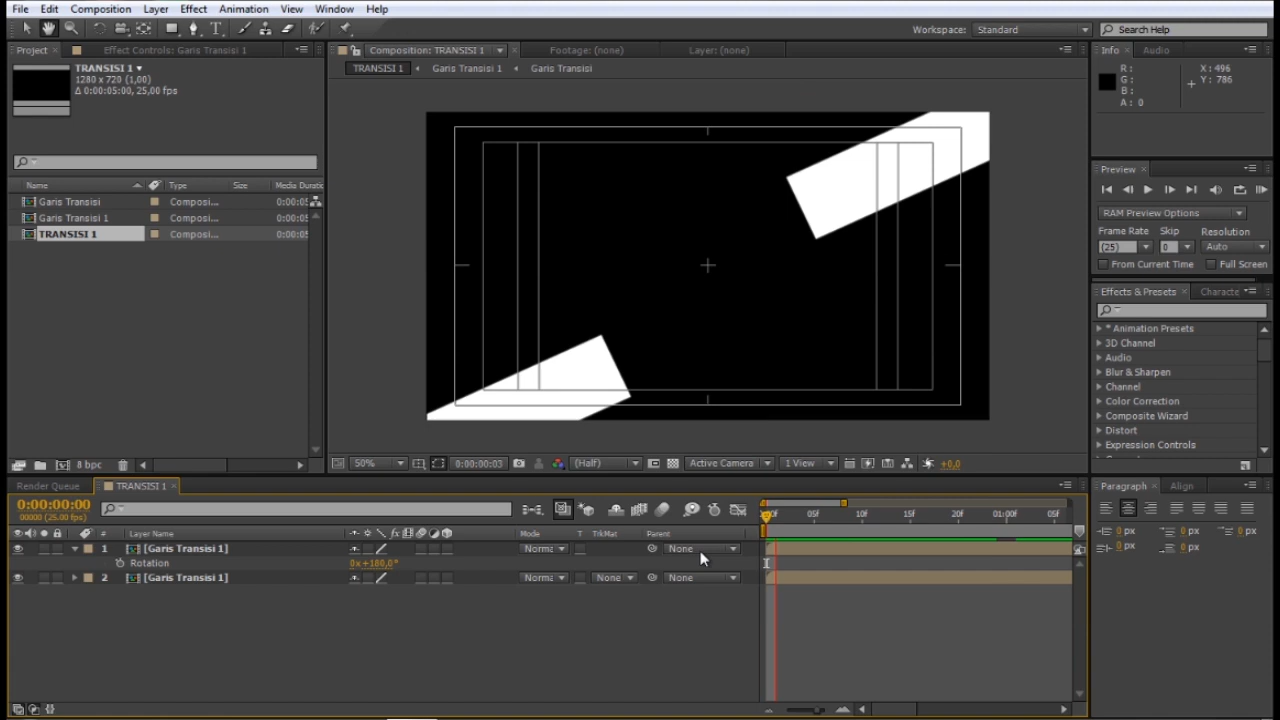 File Edit Composition Layer Effect Animation View Window Help
Workspace: Standard Search Help
Project Effect Controls: Garis Transisi 1 Composition: TRANSISI 1 Footage: (none) Layer: (none) Info Audio
TRANSISI 1 1280 x 720 (1,00) Δ 0:00:05:00, 25,00 fps
TRANSISI 1 Garis Transisi 1 Garis Transisi
R: G: B: A: 0 X: 496 Y: 786
Name Type Size Media Duratic
Garis Transisi Composi... 0:00:05
Garis Transisi 1 Composi... 0:00:05
TRANSISI 1 Composi... 0:00:05
Preview
RAM Preview Options
Frame Rate Skip Resolution
(25) 0 Auto
From Current Time Full Screen
Effects & Presets Characte
* Animation Presets
3D Channel
Audio
Blur & Sharpen
Channel
Color Correction
Composite Wizard
Distort
Expression Controls
8 bpc
50% 0:00:00:03 (Half) Active Camera 1 View +0,0
Render Queue TRANSISI 1 Paragraph Align
0:00:00:00
00000 (25.00 fps)
05f 10f 15f 20f 01:00f 05f
# Layer Name Mode T TrkMat Parent
1 [Garis Transisi 1] Norma None
Rotation 0x+180,0°
2 [Garis Transisi 1] Norma None None
0 px 0 px 0 px
0 px 0 px